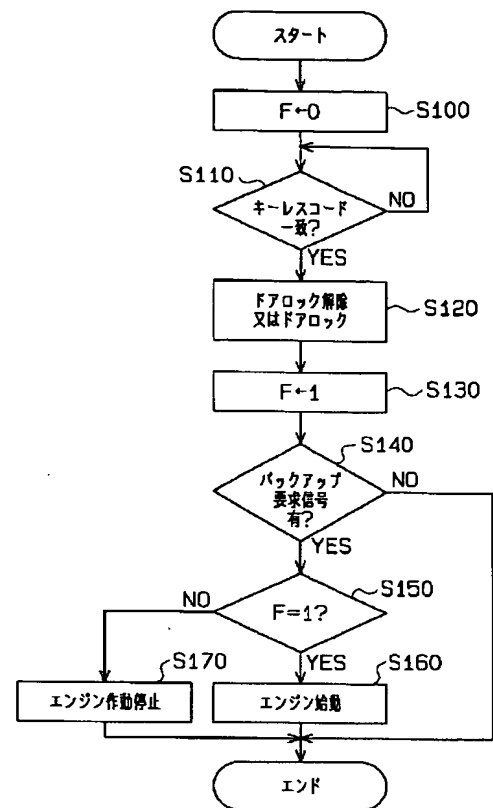 スタート
F←0
S100
S110
キーレスコード
一致?
NO
YES
ドアロック解除
又はドアロック
S120
F←1
S130
S140
バックアップ
要求信号
有?
NO
YES
S150
F=1?
NO
YES
S170
エンジン作動停止
S160
エンジン始動
エンド